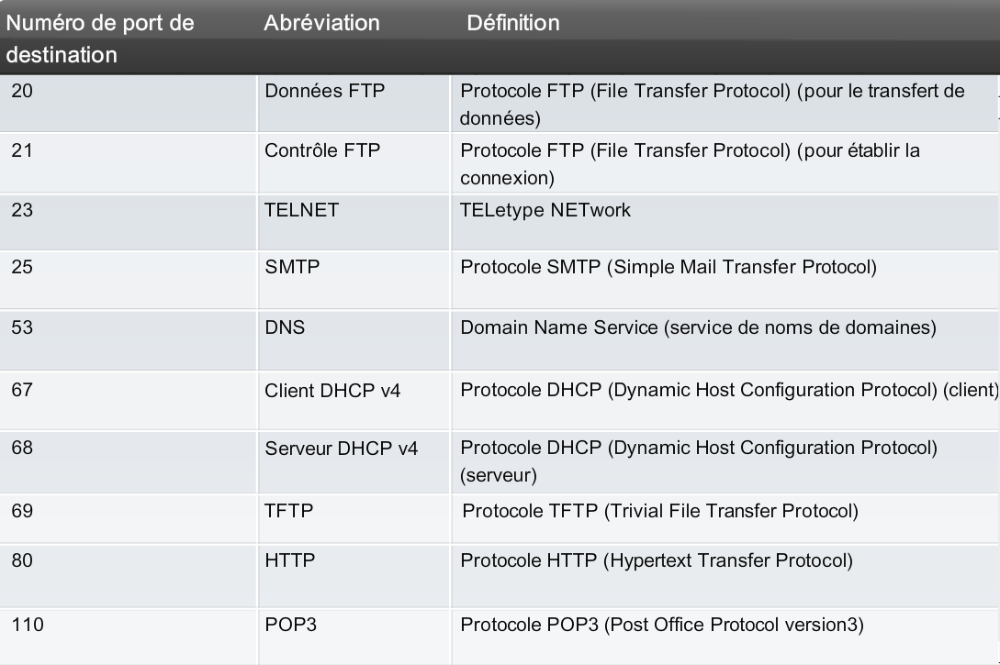 Numéro de port de destination Abréviation Définition
20 Données FTP Protocole FTP (File Transfer Protocol) (pour le transfert de données)
21 Contrôle FTP Protocole FTP (File Transfer Protocol) (pour établir la connexion)
23 TELNET TELetype NETwork
25 SMTP Protocole SMTP (Simple Mail Transfer Protocol)
53 DNS Domain Name Service (service de noms de domaines)
67 Client DHCP v4 Protocole DHCP (Dynamic Host Configuration Protocol) (client)
68 Serveur DHCP v4 Protocole DHCP (Dynamic Host Configuration Protocol) (serveur)
69 TFTP Protocole TFTP (Trivial File Transfer Protocol)
80 HTTP Protocole HTTP (Hypertext Transfer Protocol)
110 POP3 Protocole POP3 (Post Office Protocol version3)